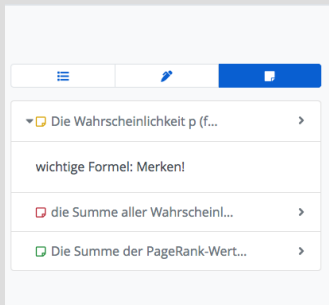 Die Wahrscheinlichkeit p (f...
wichtige Formel: Merken!
die Summe aller Wahrscheinl...
Die Summe der PageRank-Wert...